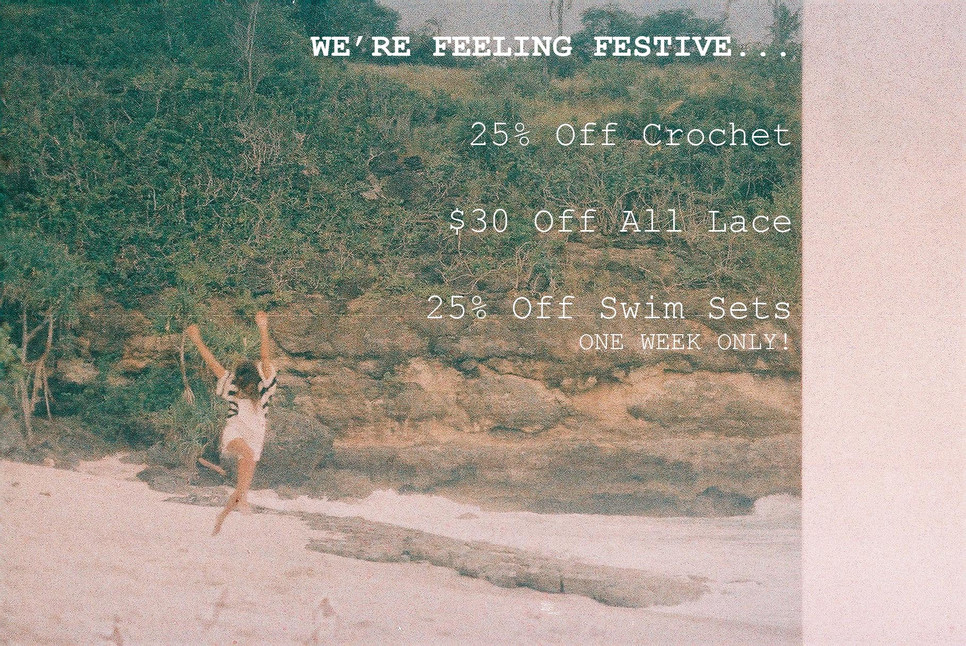 WE'RE FEELING FESTIVE...
25% Off Crochet
$30 Off All Lace
25% Off Swim Sets
ONE WEEK ONLY!